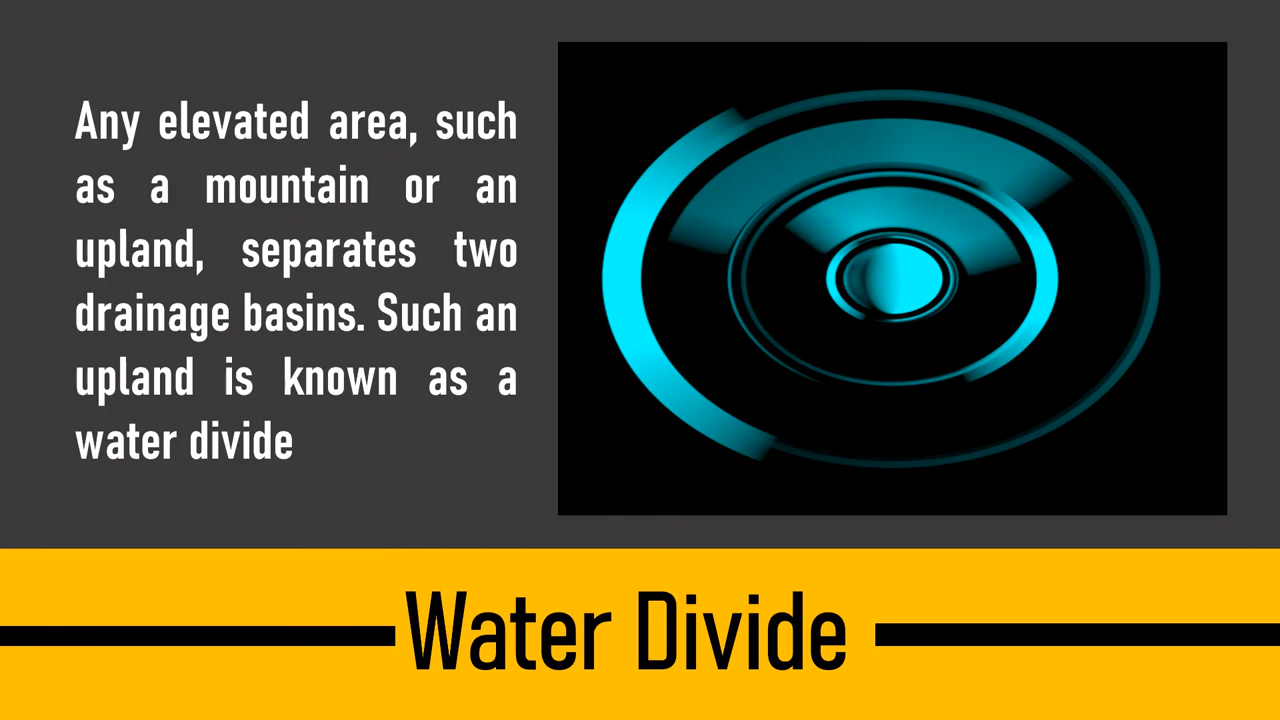 Any elevated area, such
as a mountain or an
upland, separates two
drainage basins. Such an
upland is known as a
water divide
Water Divide